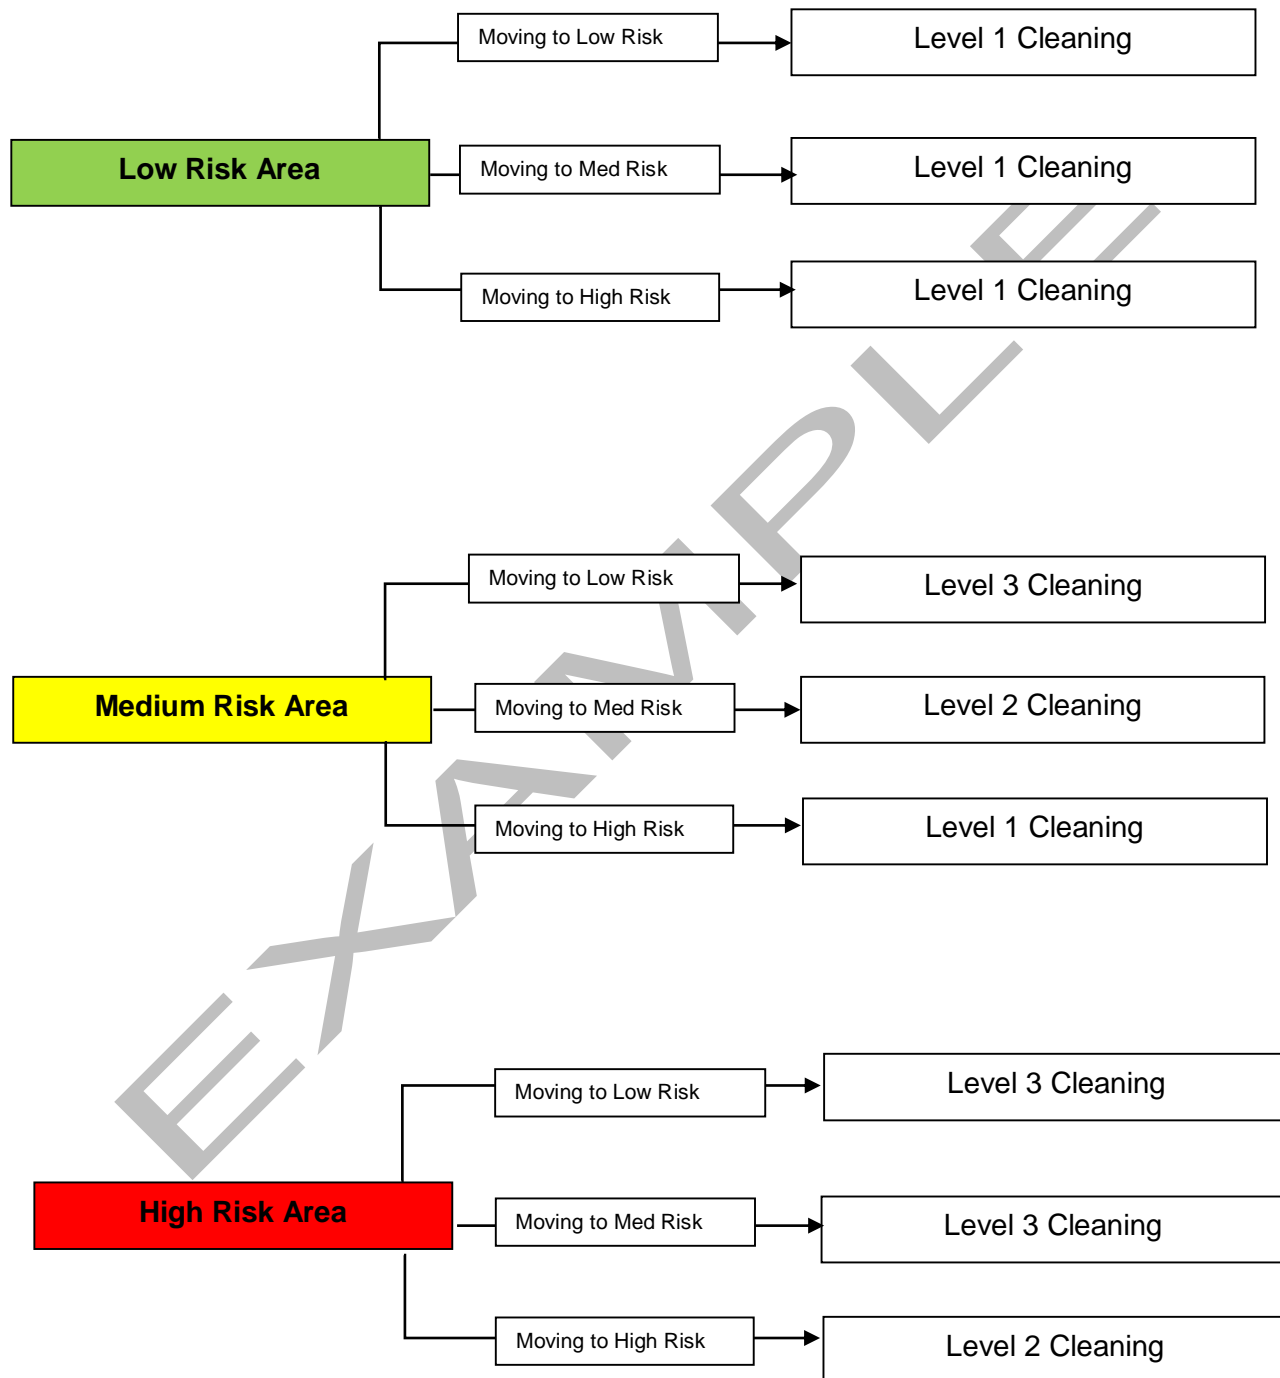 Moving to Low Risk
Level 1 Cleaning
Low Risk Area
Moving to Med Risk
Level 1 Cleaning
Moving to High Risk
Level 1 Cleaning
Moving to Low Risk
Level 3 Cleaning
Medium Risk Area
Moving to Med Risk
Level 2 Cleaning
Moving to High Risk
Level 1 Cleaning
Moving to Low Risk
Level 3 Cleaning
High Risk Area
Moving to Med Risk
Level 3 Cleaning
Moving to High Risk
Level 2 Cleaning
EXAMPLE